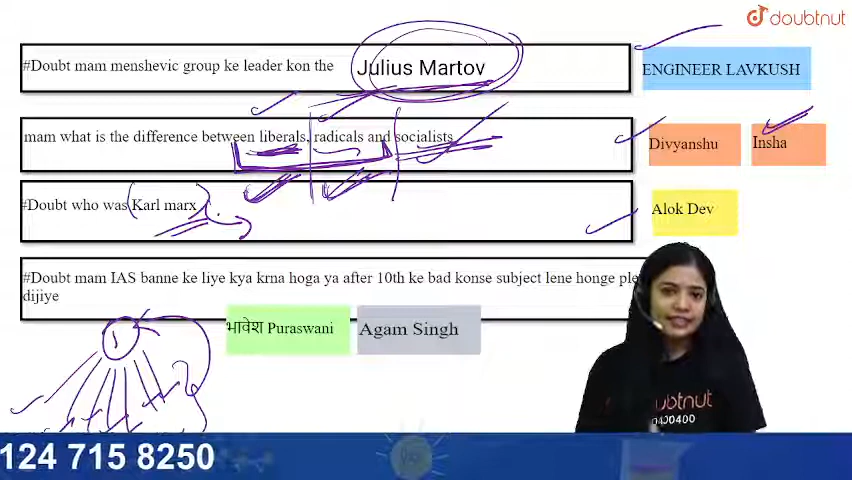 doubtnut
#Doubt mam menshevic group ke leader kon the
Julius Martov
ENGINEER LAVKUSH
mam what is the difference between liberals, radicals and socialists
Divyanshu
Insha
#Doubt who was Karl marx
Alok Dev
#Doubt mam IAS banne ke liye kya krna hoga ya after 10th ke bad konse subject lene honge
dijiye
भावेश Puraswani
Agam Singh
ubtnut
400400
124 715 8250